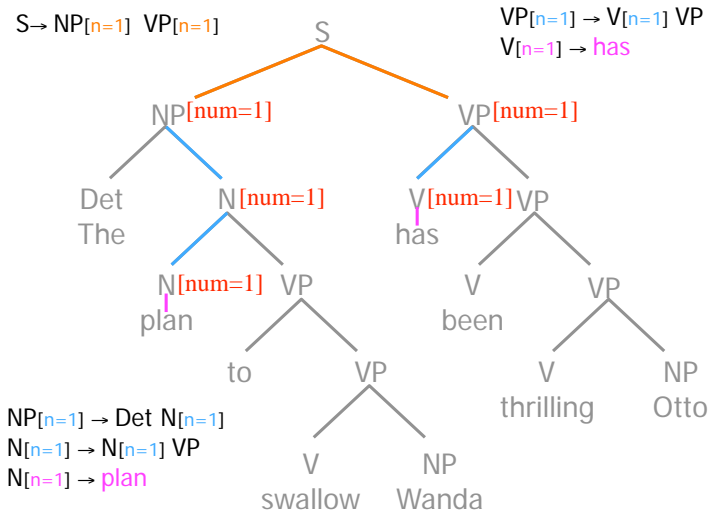 S→ NP[n=1] VP[n=1]
VP[n=1] → V[n=1] VP
V[n=1] → has
S
NP[num=1] VP[num=1]
Det N[num=1] V[num=1] VP
The has
N[num=1] VP V VP
plan been
to VP V NP
thrilling Otto
NP[n=1] → Det N[n=1]
N[n=1] → N[n=1] VP
N[n=1] → plan
V NP
swallow Wanda